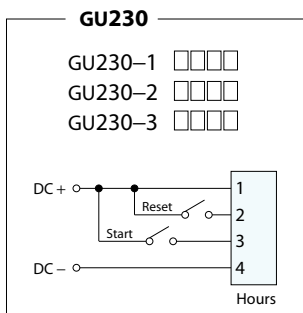 GU230
GU230–1 □□□□
GU230–2 □□□□
GU230–3 □□□□
DC + 1
Reset 2
Start 3
DC – 4
Hours